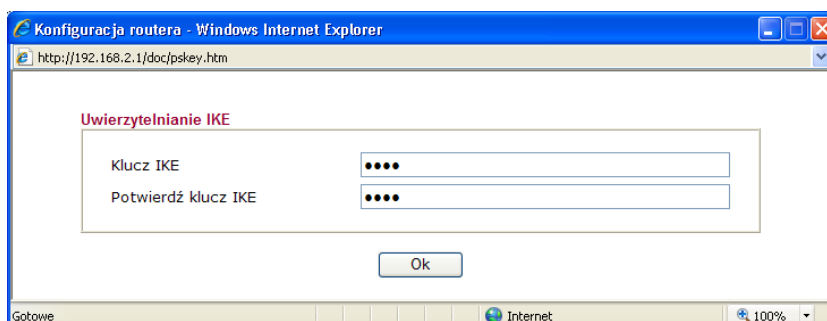 Konfiguracja routera - Windows Internet Explorer
http://192.168.2.1/doc/pskey.htm
Uwierzytelnianie IKE
Klucz IKE ••••
Potwierdź klucz IKE ••••
Ok
Gotowe Internet 100%